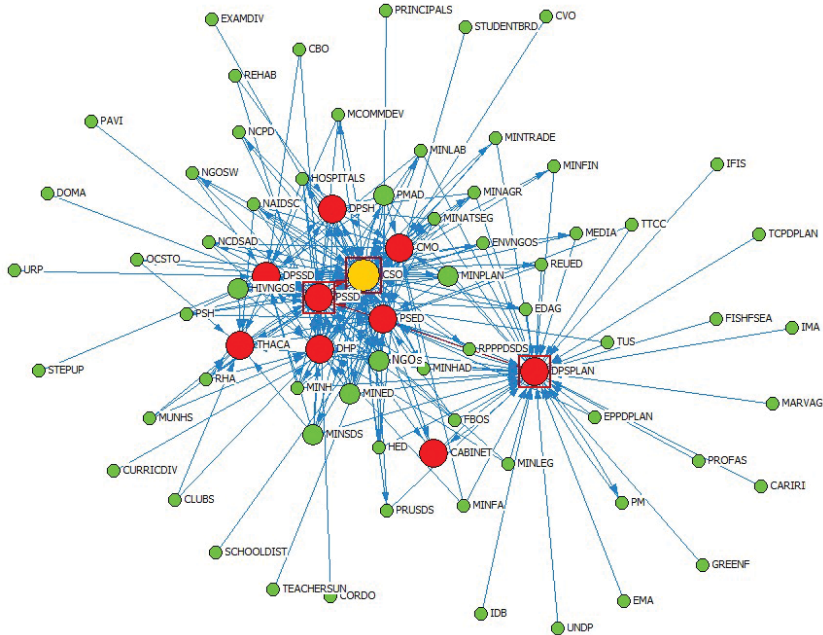 PRINCIPALS
CVO
EXAMDIV
STUDENTBRD
CBO
REHAB
MCOMMDEV
PAVI
NCPD
MINTRADE
MINLAB
IFIS
MINFIN
NGOSW
HOSPITALS
DOMA
PMAD
MINAGR
NAIDSC
DPSH
MINATSEG
TTCC
MEDIA
TCPDPLAN
NCDSAD
CMO
ENVNGOS
OCSTO
REUED
URP
DPSSD
CSO
MINPLAN
HIVNGOS
PSSD
EDAG
PSH
PSED
FISHFSEA
IMA
THACA
DHP
RPPPDSDS
TUS
NGOs
MINHAD
STEPUP
DPSPLAN
RHA
MINH
MINED
MARVAG
MUNHS
FBOS
EPPDPLAN
MINSDS
HED
CABINET
PROFAS
CURRICDIV
MINLEG
CARIRI
CLUBS
PRUSDS
MINFA
PM
SCHOOLDIST
GREENF
TEACHERSUN
CORDO
EMA
IDB
UNDP